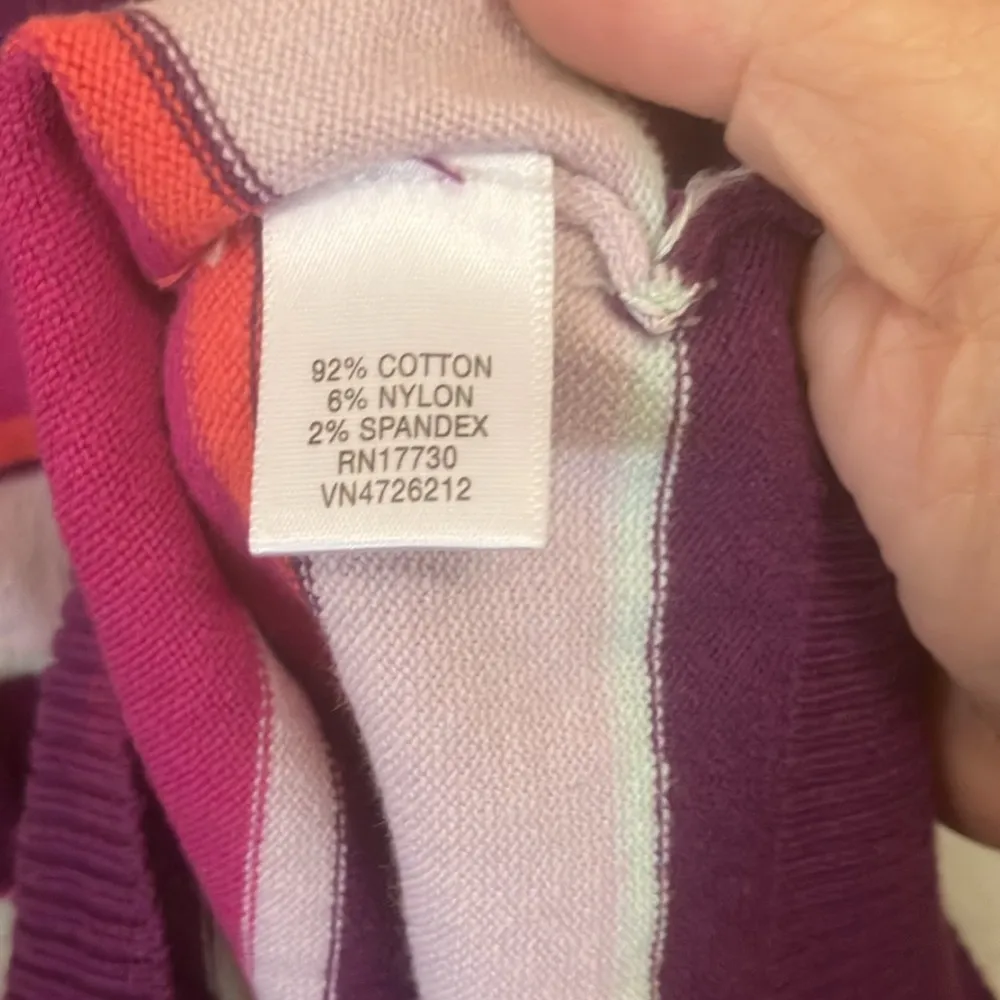 92% COTTON
6% NYLON
2% SPANDEX
RN17730
VN4726212